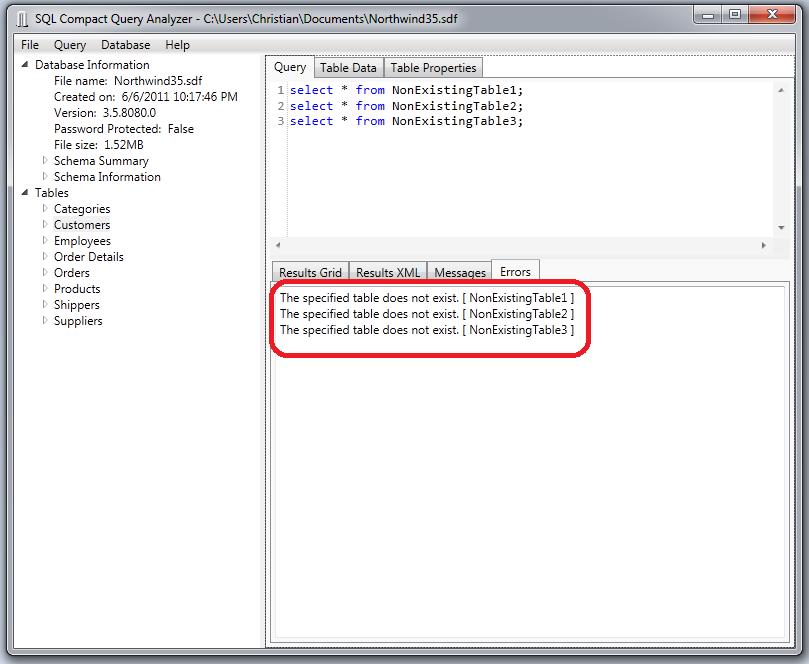 SQL Compact Query Analyzer - C:\Users\Christian\Documents\Northwind35.sdf
File Query Database Help
Database Information
File name: Northwind35.sdf
Created on: 6/6/2011 10:17:46 PM
Version: 3.5.8080.0
Password Protected: False
File size: 1.52MB
Schema Summary
Schema Information
Tables
Categories
Customers
Employees
Order Details
Orders
Products
Shippers
Suppliers
Query Table Data Table Properties
1 select * from NonExistingTable1;
2 select * from NonExistingTable2;
3 select * from NonExistingTable3;
Results Grid Results XML Messages Errors
The specified table does not exist. [ NonExistingTable1 ]
The specified table does not exist. [ NonExistingTable2 ]
The specified table does not exist. [ NonExistingTable3 ]